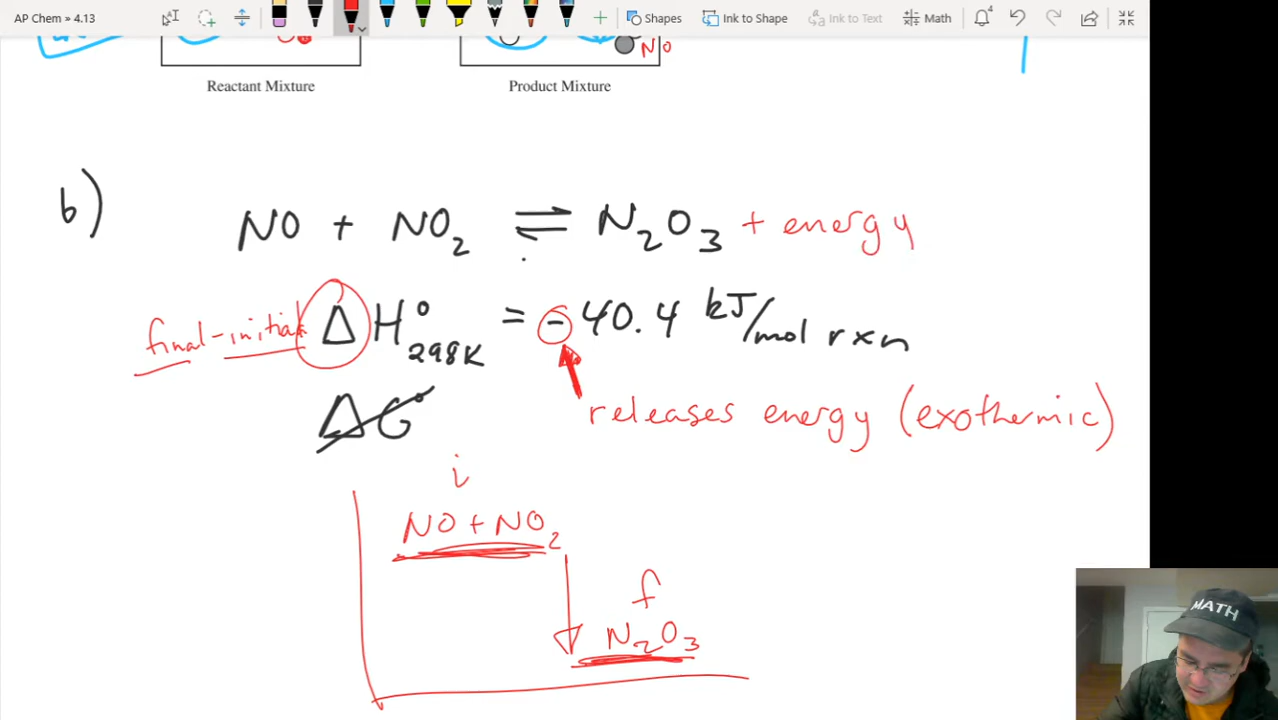 AP Chem » 4.13
Shapes Ink to Shape Ink to Text Math 4
NO
Reactant Mixture Product Mixture
b)
NO + NO₂ ⇌ N₂O₃ + energy
final-initial ΔH°298K = -40.4 kJ/mol rxn
ΔG°
releases energy (exothermic)
i
NO + NO₂
f
N₂O₃
MATH